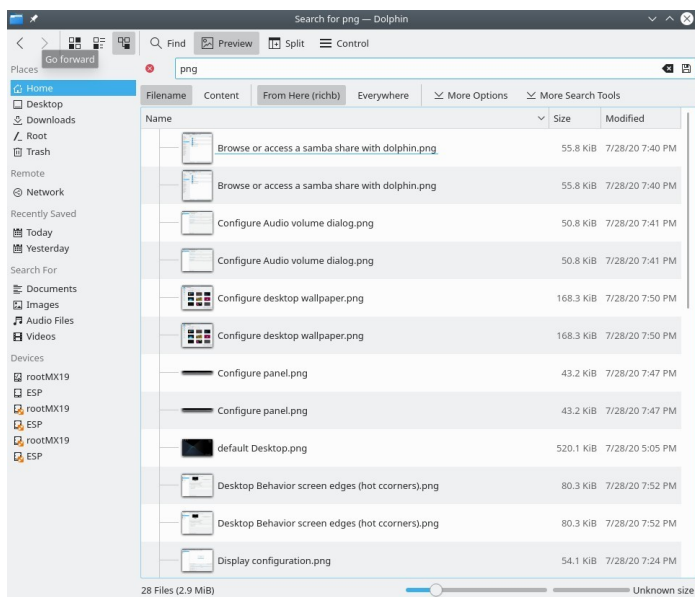 Search for png — Dolphin
Find Preview Split Control
Go forward
Places
png
Home
Desktop
Downloads
Root
Trash
Remote
Network
Recently Saved
Today
Yesterday
Search For
Documents
Images
Audio Files
Videos
Devices
rootMX19
ESP
rootMX19
ESP
rootMX19
ESP
Filename Content From Here (richb) Everywhere More Options More Search Tools
Name Size Modified
Browse or access a samba share with dolphin.png 55.8 KiB 7/28/20 7:40 PM
Browse or access a samba share with dolphin.png 55.8 KiB 7/28/20 7:40 PM
Configure Audio volume dialog.png 50.8 KiB 7/28/20 7:41 PM
Configure Audio volume dialog.png 50.8 KiB 7/28/20 7:41 PM
Configure desktop wallpaper.png 168.3 KiB 7/28/20 7:50 PM
Configure desktop wallpaper.png 168.3 KiB 7/28/20 7:50 PM
Configure panel.png 43.2 KiB 7/28/20 7:47 PM
Configure panel.png 43.2 KiB 7/28/20 7:47 PM
default Desktop.png 520.1 KiB 7/28/20 5:05 PM
Desktop Behavior screen edges (hot ccorners).png 80.3 KiB 7/28/20 7:52 PM
Desktop Behavior screen edges (hot ccorners).png 80.3 KiB 7/28/20 7:52 PM
Display configuration.png 54.1 KiB 7/28/20 7:24 PM
28 Files (2.9 MiB) Unknown size